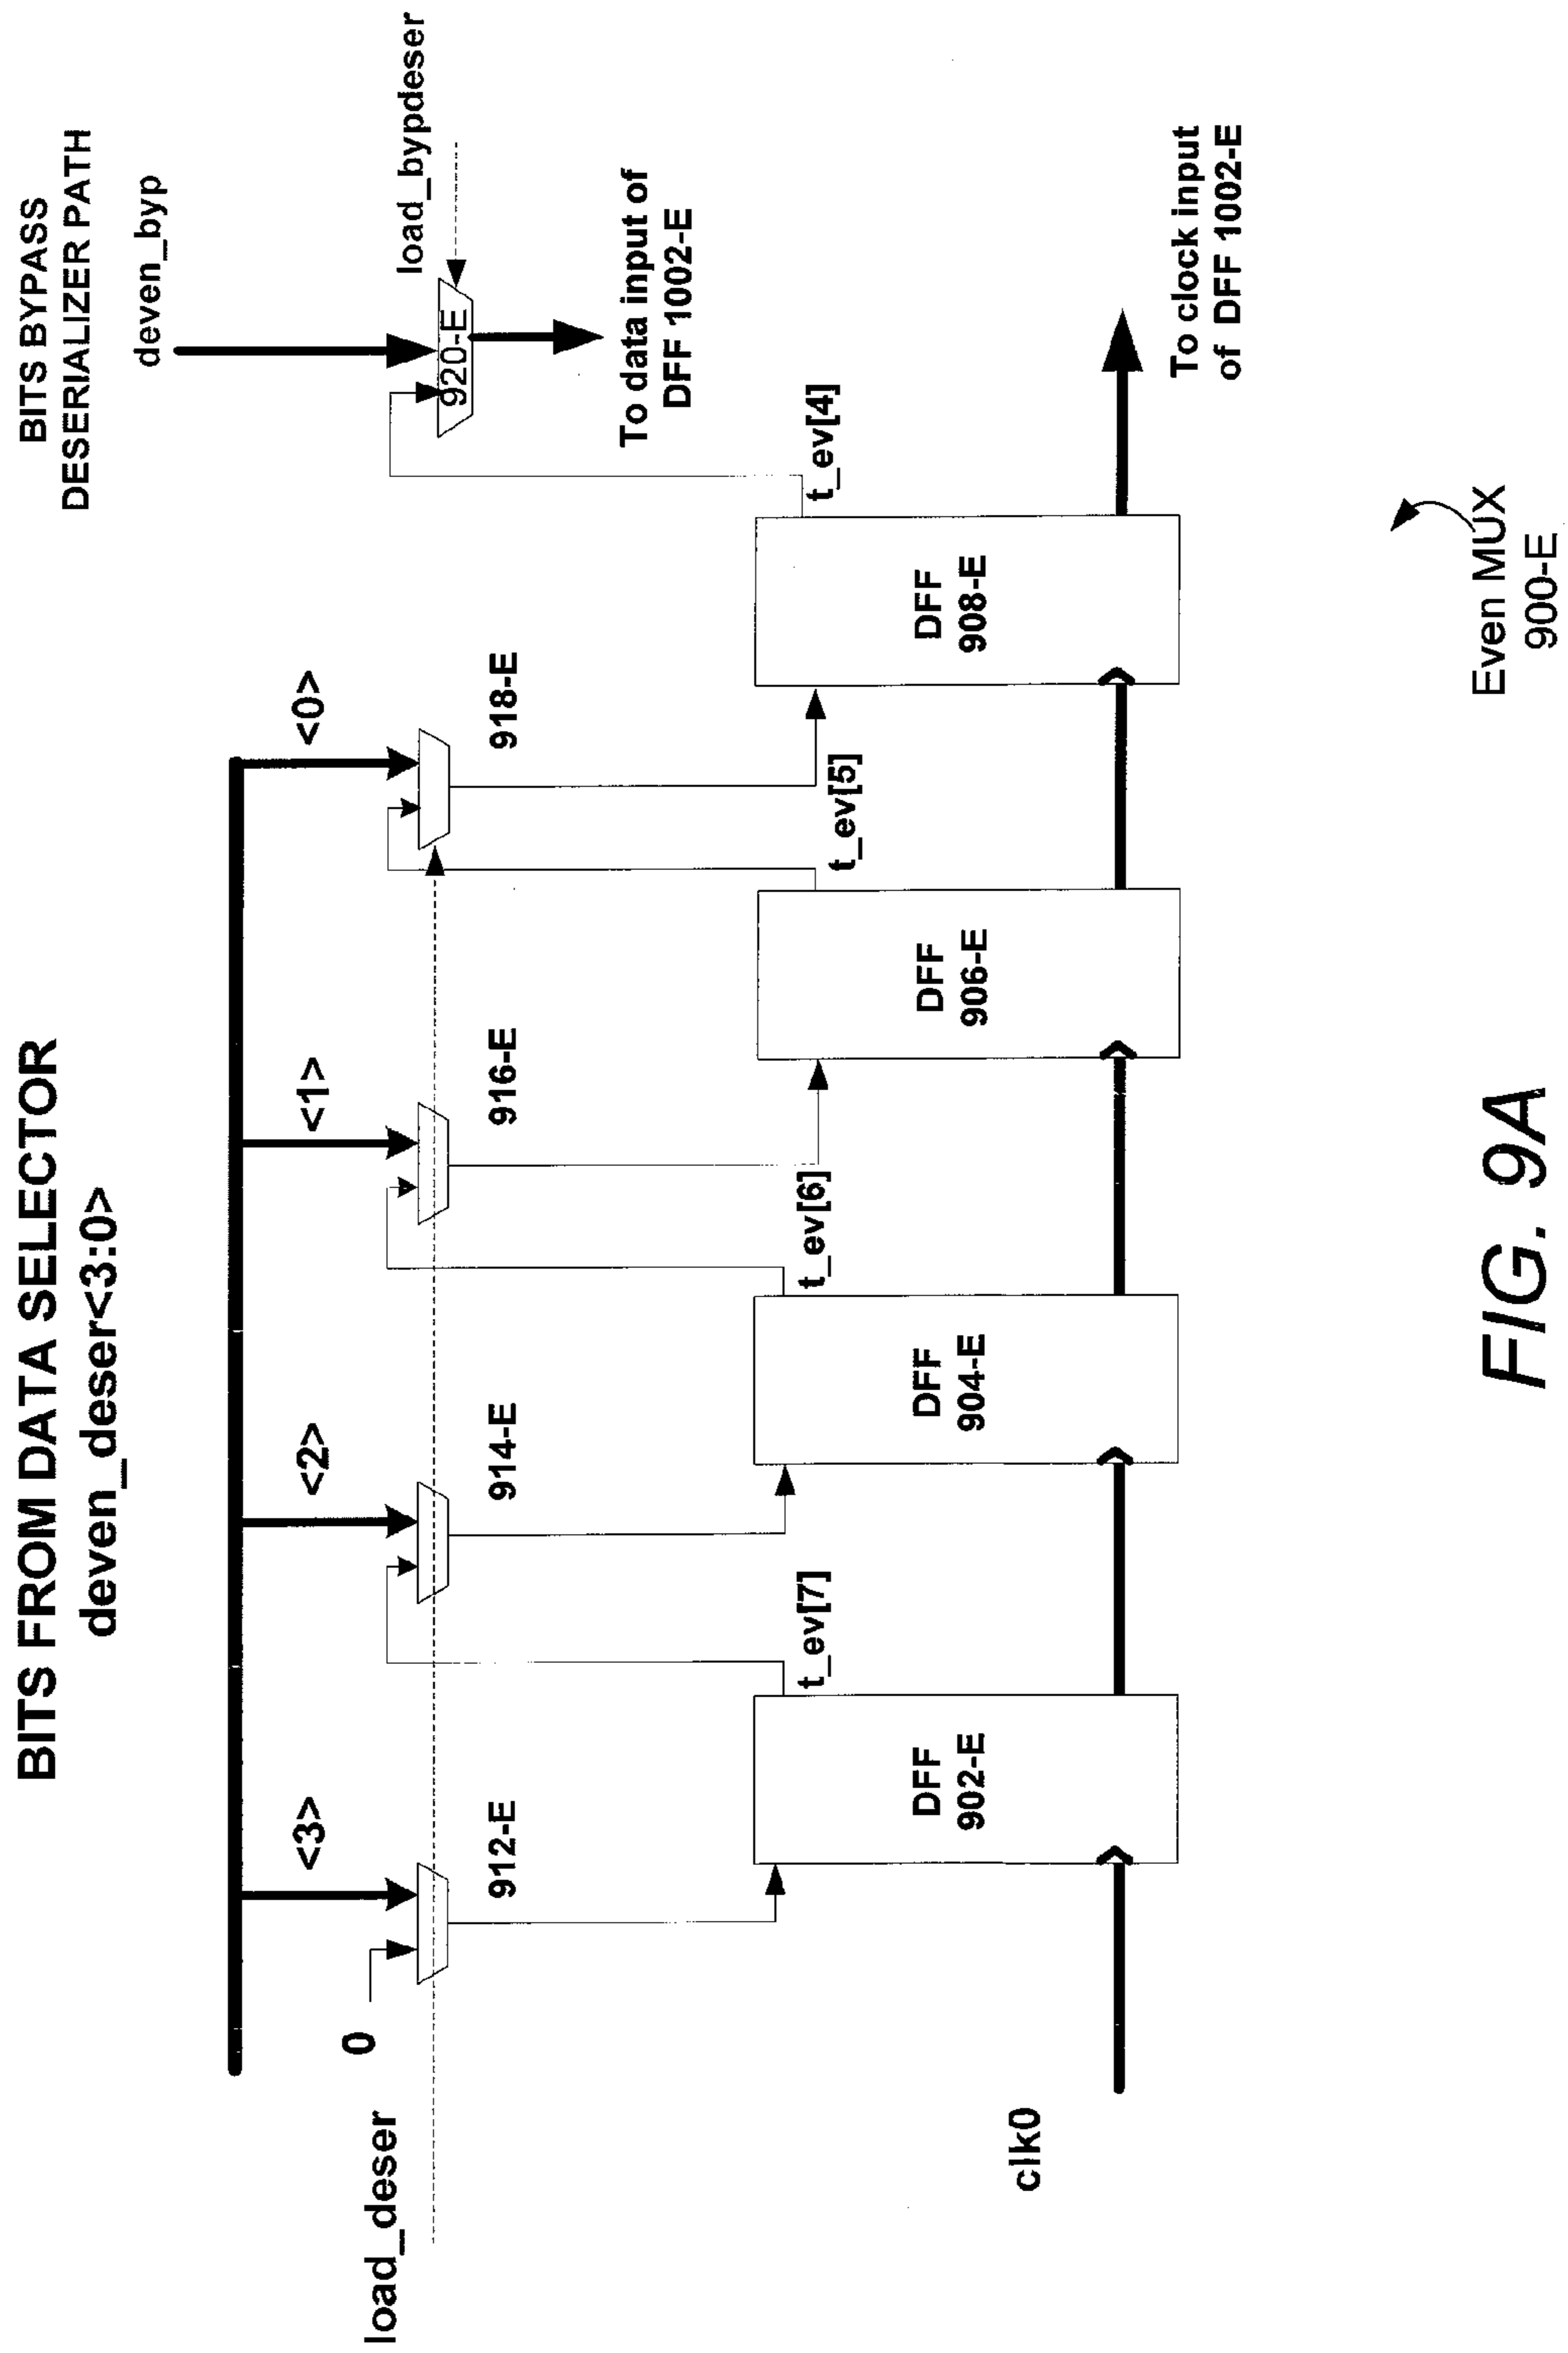 BITS FROM DATA SELECTOR
deven_deser<3:0>
BITS BYPASS
DESERIALIZER PATH
deven_byp
<3>
<2>
<1>
<0>
0
load_deser
load_bypdeser
912-E
914-E
916-E
918-E
920-E
To data input of
DFF 1002-E
t_ev[7]
t_ev[6]
t_ev[5]
t_ev[4]
DFF
902-E
DFF
904-E
DFF
906-E
DFF
908-E
clk0
To clock input
of DFF 1002-E
Even MUX
900-E
FIG. 9A